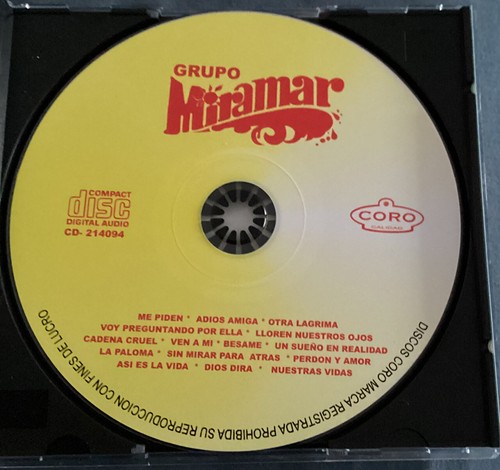 GRUPO
Miramar
COMPACT
disc
DIGITAL AUDIO
CD- 214094
CORO
CALIDAD
ME PIDEN * ADIOS AMIGA * OTRA LAGRIMA
VOY PREGUNTANDO POR ELLA * LLOREN NUESTROS OJOS
CADENA CRUEL * VEN A MI * BESAME * UN SUEÑO EN REALIDAD
LA PALOMA * SIN MIRAR PARA ATRAS * PERDON Y AMOR
ASI ES LA VIDA * DIOS DIRA * NUESTRAS VIDAS
DISCOS CORO MARCA REGISTRADA PROHIBIDA SU REPRODUCCION CON FINES DE LUCRO